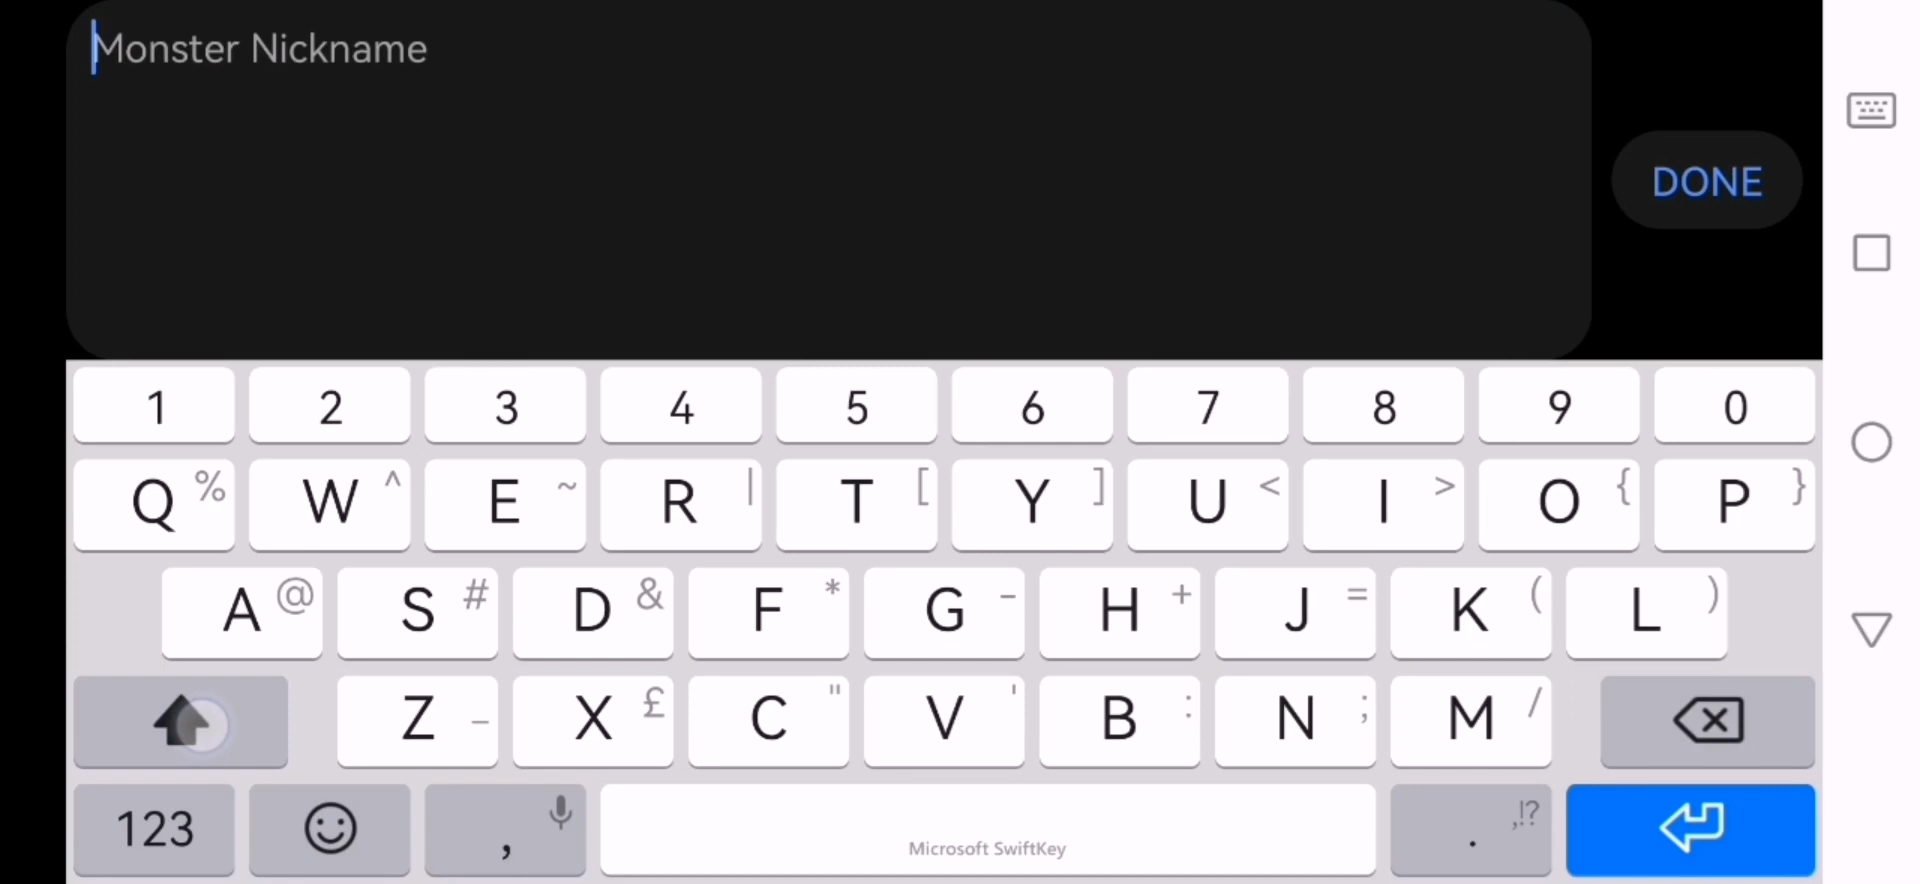 Monster Nickname
DONE
1 2 3 4 5 6 7 8 9 0
Q % W ^ E ~ R | T [ Y ] U < I > O { P }
A @ S # D & F * G - H + J = K ( L )
Z _ X £ C " V ' B : N ; M /
123 , . ,!?
Microsoft SwiftKey